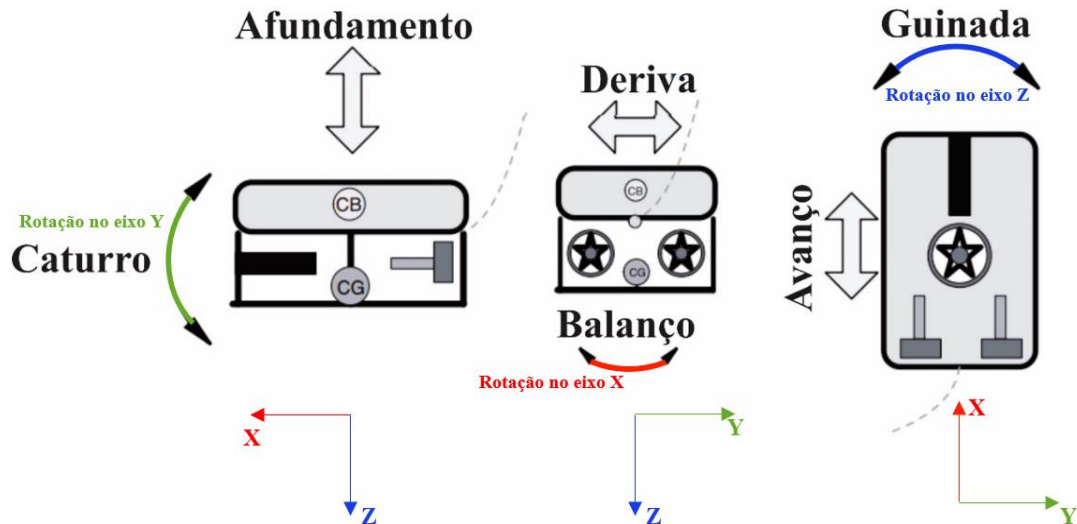 Afundamento
Rotação no eixo Y
Caturro
CB
CG
X
Z
Deriva
CB
CG
Balanço
Rotação no eixo X
Y
Z
Guinada
Rotação no eixo Z
Avanço
X
Y